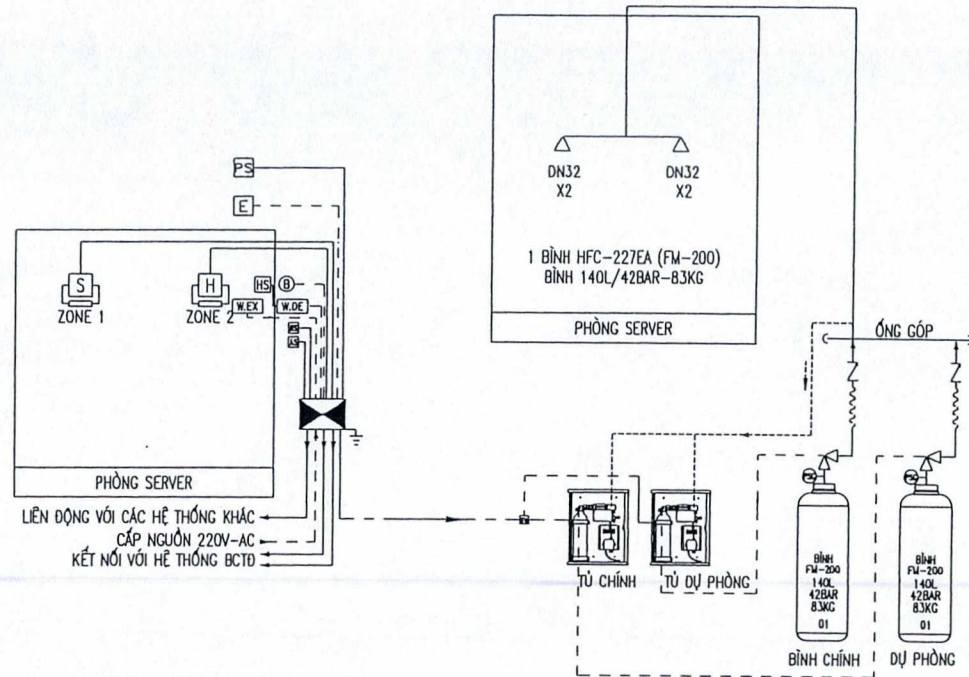 PS
E
S
ZONE 1
H
ZONE 2
HS
B
W.EX
W.DE
AS
PHÒNG SERVER
LIÊN ĐỘNG VỚI CÁC HỆ THỐNG KHÁC
CẤP NGUỒN 220V-AC
KẾT NỐI VỚI HỆ THỐNG BCTĐ
DN32
X2
DN32
X2
1 BÌNH HFC-227EA (FM-200)
BÌNH 140L/42BAR-83KG
PHÒNG SERVER
ỐNG GÓP
TỦ CHÍNH
TỦ DỰ PHÒNG
BÌNH
FM-200
140L
42BAR
83KG
01
BÌNH CHÍNH
BÌNH
FM-200
140L
42BAR
83KG
01
DỰ PHÒNG